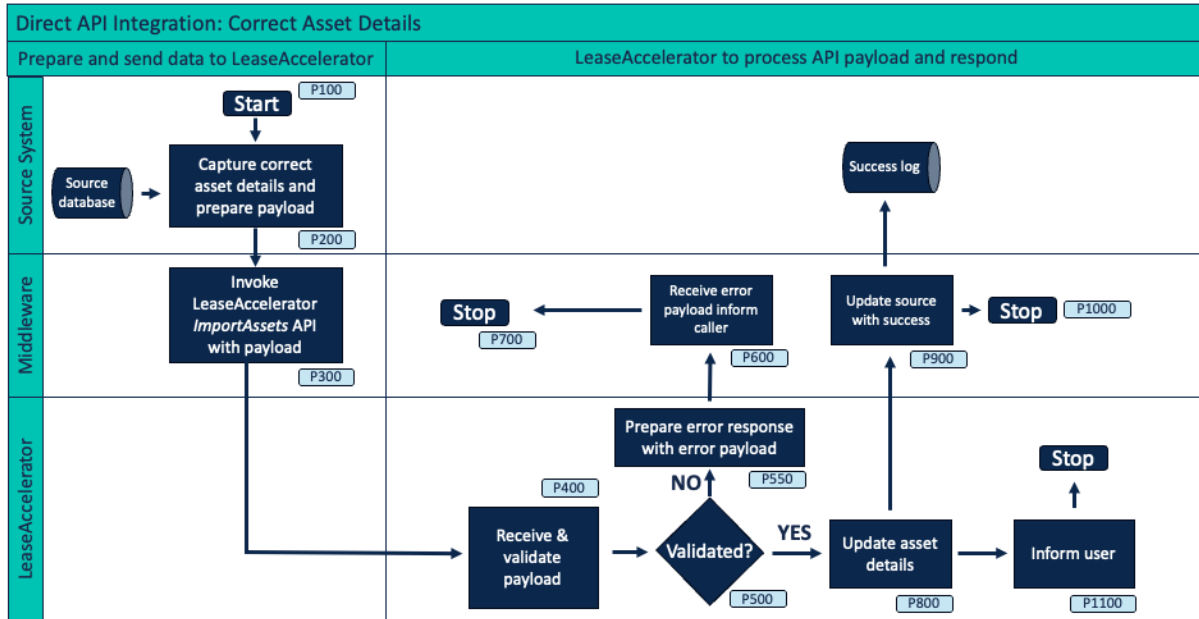 Direct API Integration: Correct Asset Details
Prepare and send data to LeaseAccelerator
LeaseAccelerator to process API payload and respond
Source System
P100
Start
Capture correct
asset details and
prepare payload
Source
database
P200
Success log
Middleware
Invoke
LeaseAccelerator
ImportAssets API
with payload
P300
Stop
P700
Receive error
payload inform
caller
P600
Update source
with success
P900
Stop
P1000
LeaseAccelerator
Prepare error response
with error payload
P550
NO
P400
Receive &
validate
payload
Validated?
P500
YES
Update asset
details
P800
Stop
Inform user
P1100